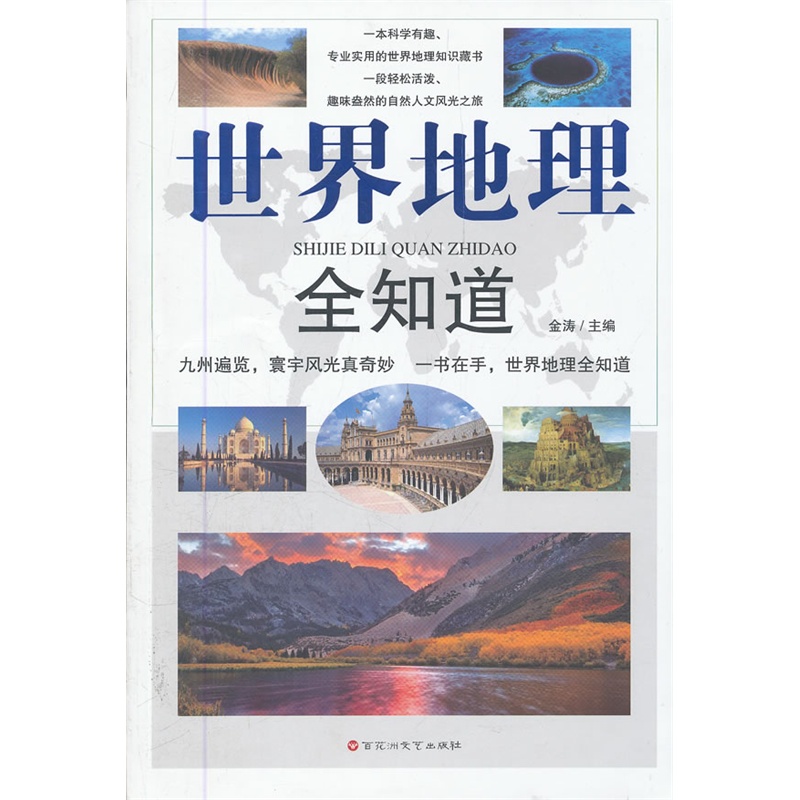 一本科学有趣、
专业实用的世界地理知识藏书
一段轻松活泼、
趣味盎然的自然人文风光之旅
世界地理
SHIJIE DILI QUAN ZHIDAO
全知道
金涛 / 主编
九州遍览，寰宇风光真奇妙 一书在手，世界地理全知道
百花洲文艺出版社